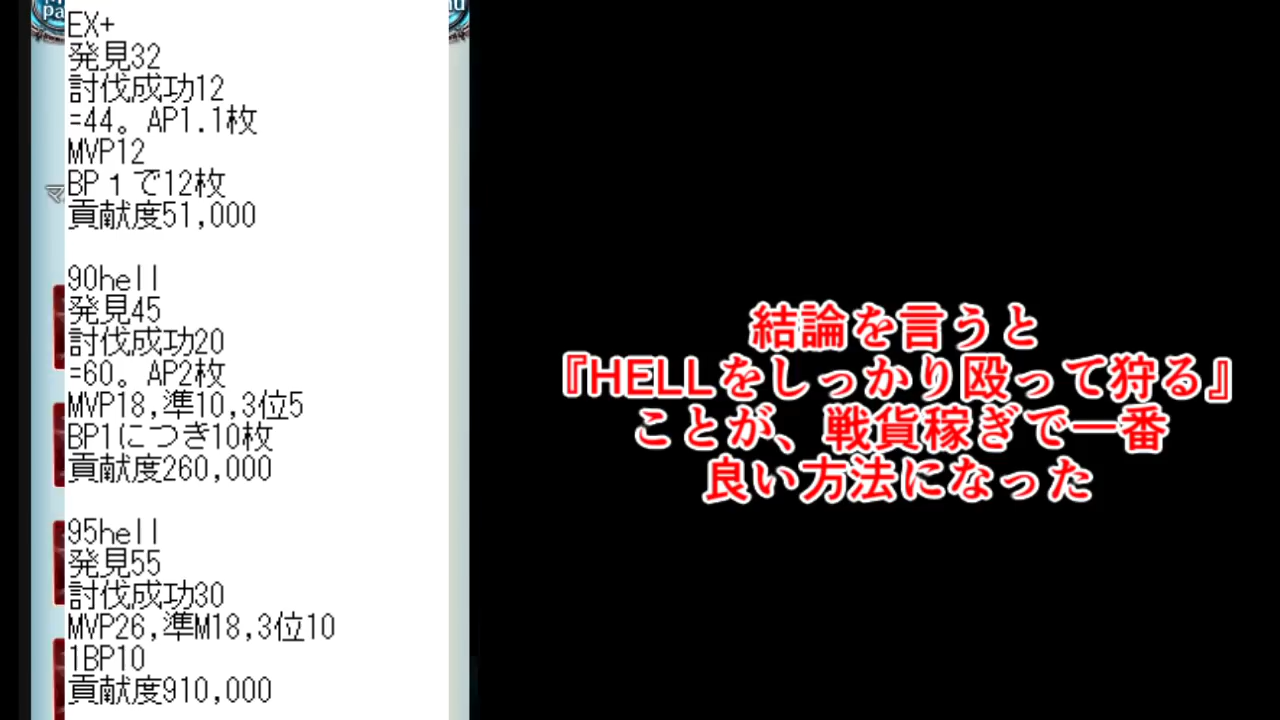 EX+
発見32
討伐成功12
=44。AP1.1枚
MVP12
BP１で12枚
貢献度51,000
90hell
発見45
討伐成功20
=60。AP2枚
MVP18,準10,3位5
BP1につき10枚
貢献度260,000
95hell
発見55
討伐成功30
MVP26,準M18,3位10
1BP10
貢献度910,000
結論を言うと
『HELLをしっかり殴って狩る』
ことが、戦貨稼ぎで一番
良い方法になった